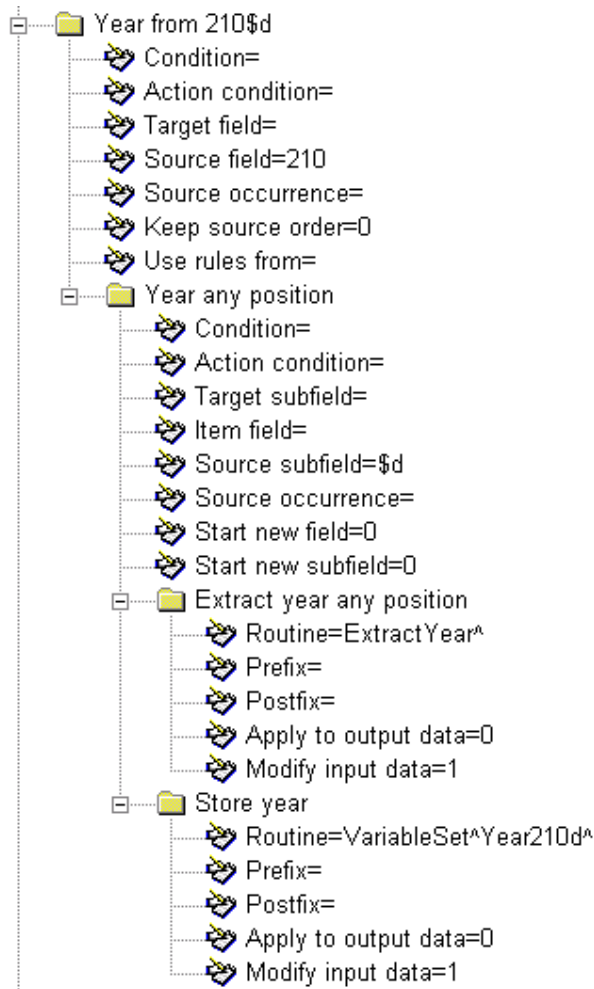 Year from 210$d
Condition=
Action condition=
Target field=
Source field=210
Source occurrence=
Keep source order=0
Use rules from=
Year any position
Condition=
Action condition=
Target subfield=
Item field=
Source subfield=$d
Source occurrence=
Start new field=0
Start new subfield=0
Extract year any position
Routine=ExtractYear^
Prefix=
Postfix=
Apply to output data=0
Modify input data=1
Store year
Routine=VariableSet^Year210d^
Prefix=
Postfix=
Apply to output data=0
Modify input data=1